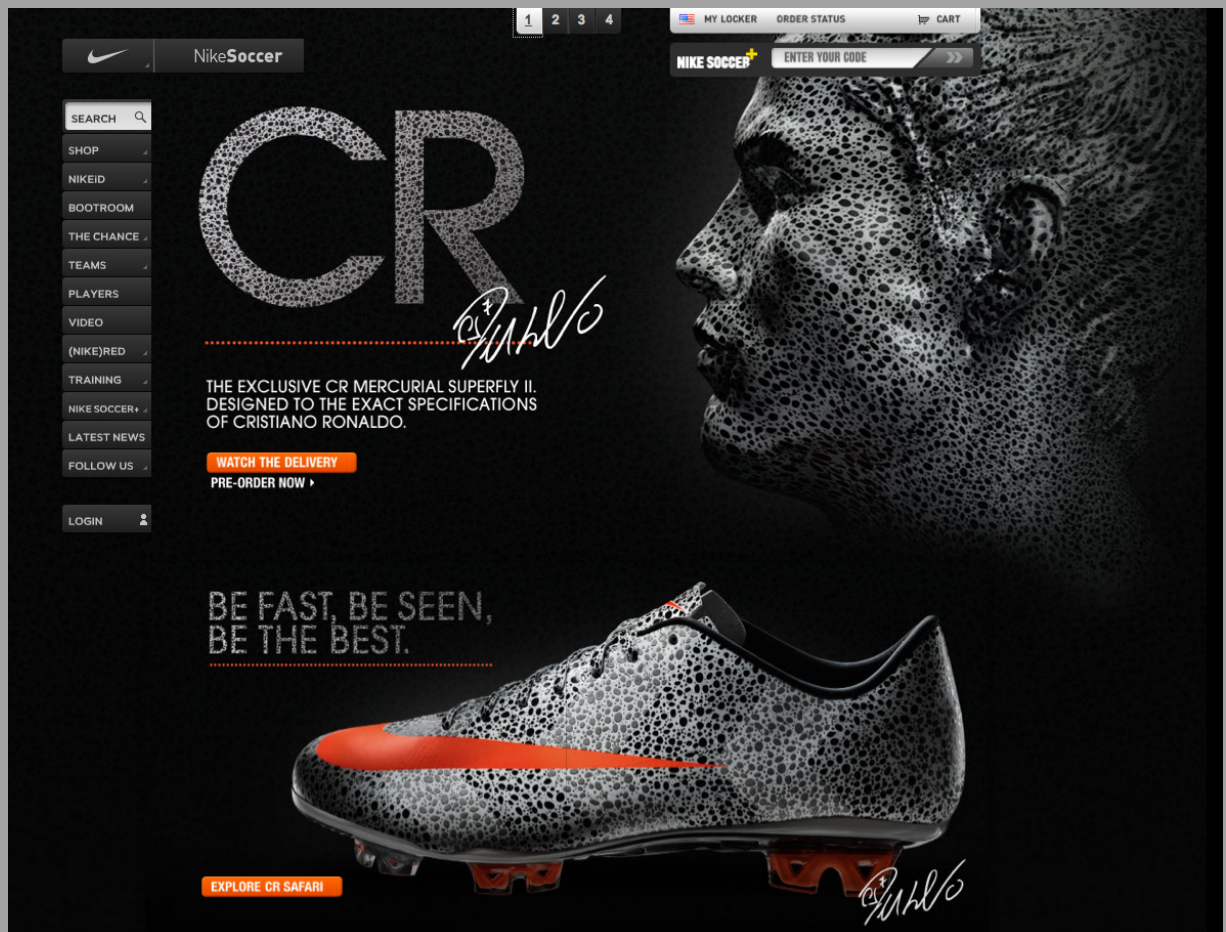 1 2 3 4
MY LOCKER ORDER STATUS CART
NikeSoccer
NIKE SOCCER+ ENTER YOUR CODE
SEARCH
SHOP
NIKEiD
BOOTROOM
THE CHANCE
TEAMS
PLAYERS
VIDEO
(NIKE)RED
TRAINING
NIKE SOCCER+
LATEST NEWS
FOLLOW US
LOGIN
CR
THE EXCLUSIVE CR MERCURIAL SUPERFLY II.
DESIGNED TO THE EXACT SPECIFICATIONS
OF CRISTIANO RONALDO.
WATCH THE DELIVERY
PRE-ORDER NOW
BE FAST, BE SEEN,
BE THE BEST.
EXPLORE CR SAFARI